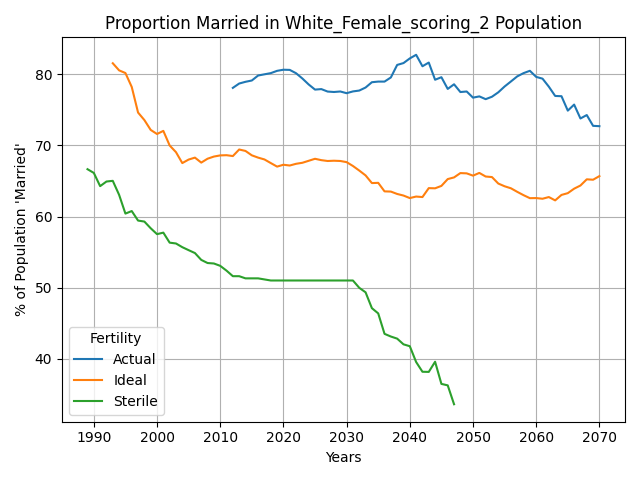 Proportion Married in White_Female_scoring_2 Population
% of Population 'Married'
80
70
60
50
40
Fertility
Actual
Ideal
Sterile
1990 2000 2010 2020 2030 2040 2050 2060 2070
Years